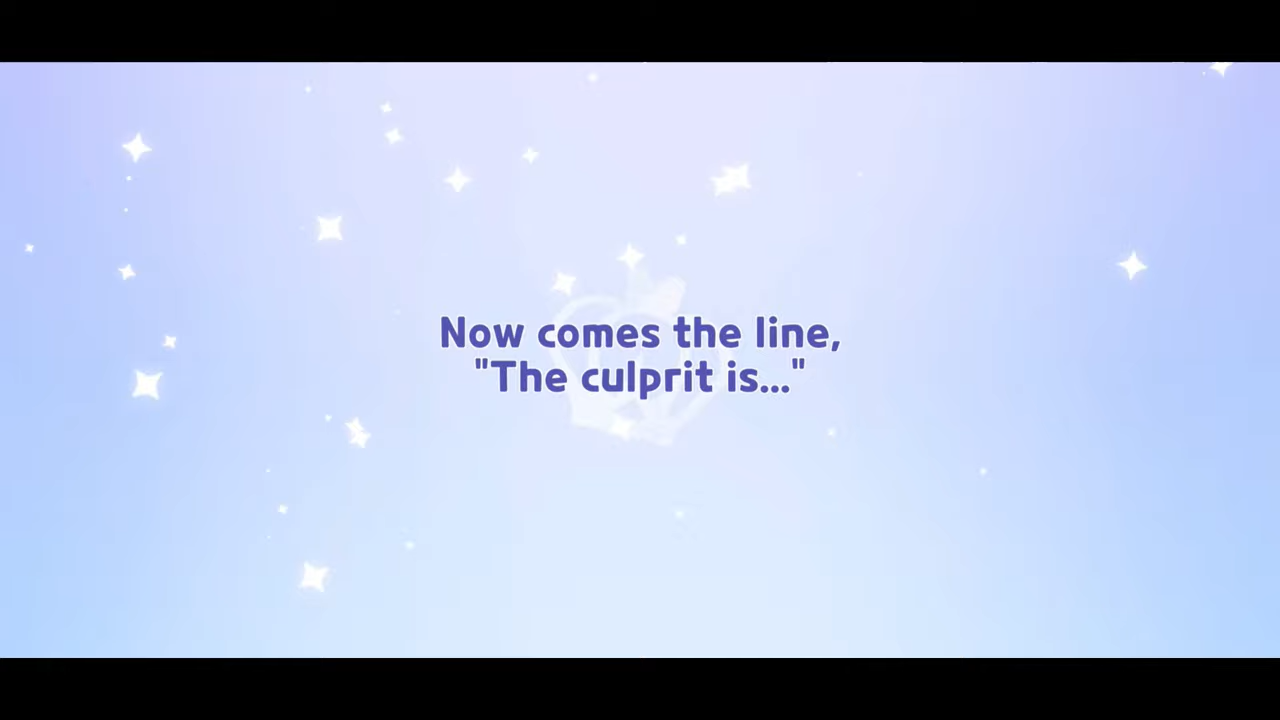 Now comes the line,
"The culprit is..."